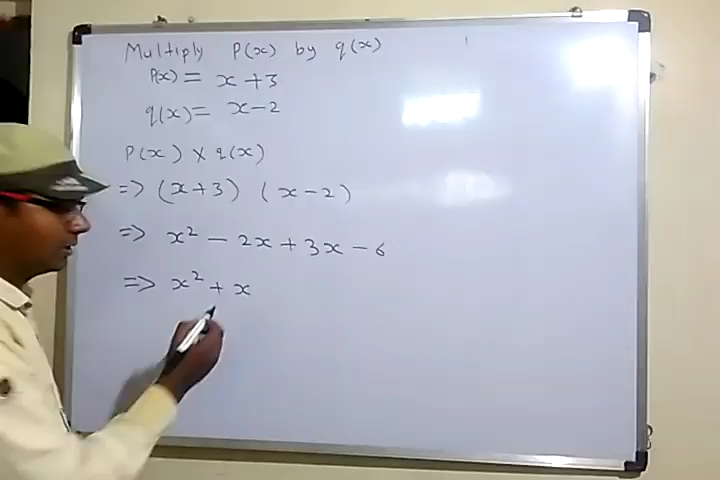 Multiply P(x) by q(x)
P(x) = x + 3
q(x) = x - 2
P(x) × q(x)
=> (x + 3) (x - 2)
=> x² - 2x + 3x - 6
=> x² + x